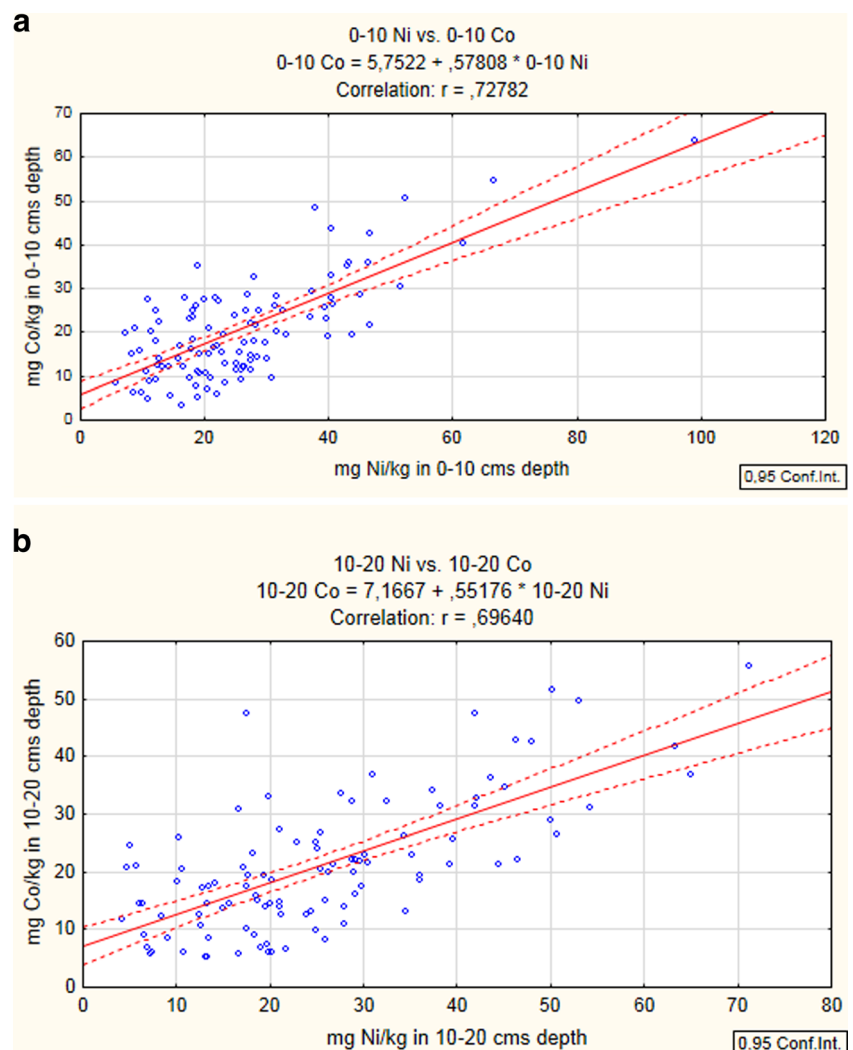 a
0-10 Ni vs. 0-10 Co
0-10 Co = 5,7522 + ,57808 * 0-10 Ni
Correlation: r = ,72782
70
60
50
40
30
20
10
0
mg Co/kg in 0-10 cms depth
0 20 40 60 80 100 120
mg Ni/kg in 0-10 cms depth
0,95 Conf.Int.
b
10-20 Ni vs. 10-20 Co
10-20 Co = 7,1667 + ,55176 * 10-20 Ni
Correlation: r = ,69640
60
50
40
30
20
10
0
mg Co/kg in 10-20 cms depth
0 10 20 30 40 50 60 70 80
mg Ni/kg in 10-20 cms depth
0,95 Conf.Int.